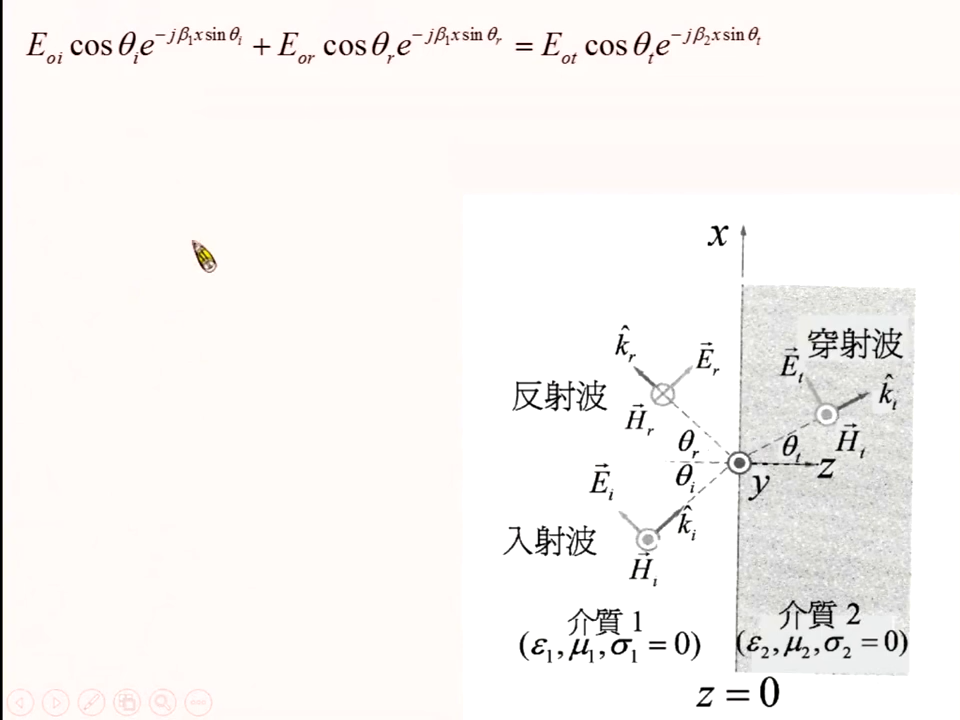 E_{oi} cos θ_i e^{-jβ_1 x sin θ_i} + E_{or} cos θ_r e^{-jβ_1 x sin θ_r} = E_{ot} cos θ_t e^{-jβ_2 x sin θ_t}
x
穿射波
k̂_r
E⃗_r
E⃗_t
k̂_t
反射波
H⃗_r
θ_r
θ_t
H⃗_t
z
E⃗_i
θ_i
y
入射波
k̂_i
H⃗_i
介質 1
(ε_1, μ_1, σ_1 = 0)
介質 2
(ε_2, μ_2, σ_2 = 0)
z = 0